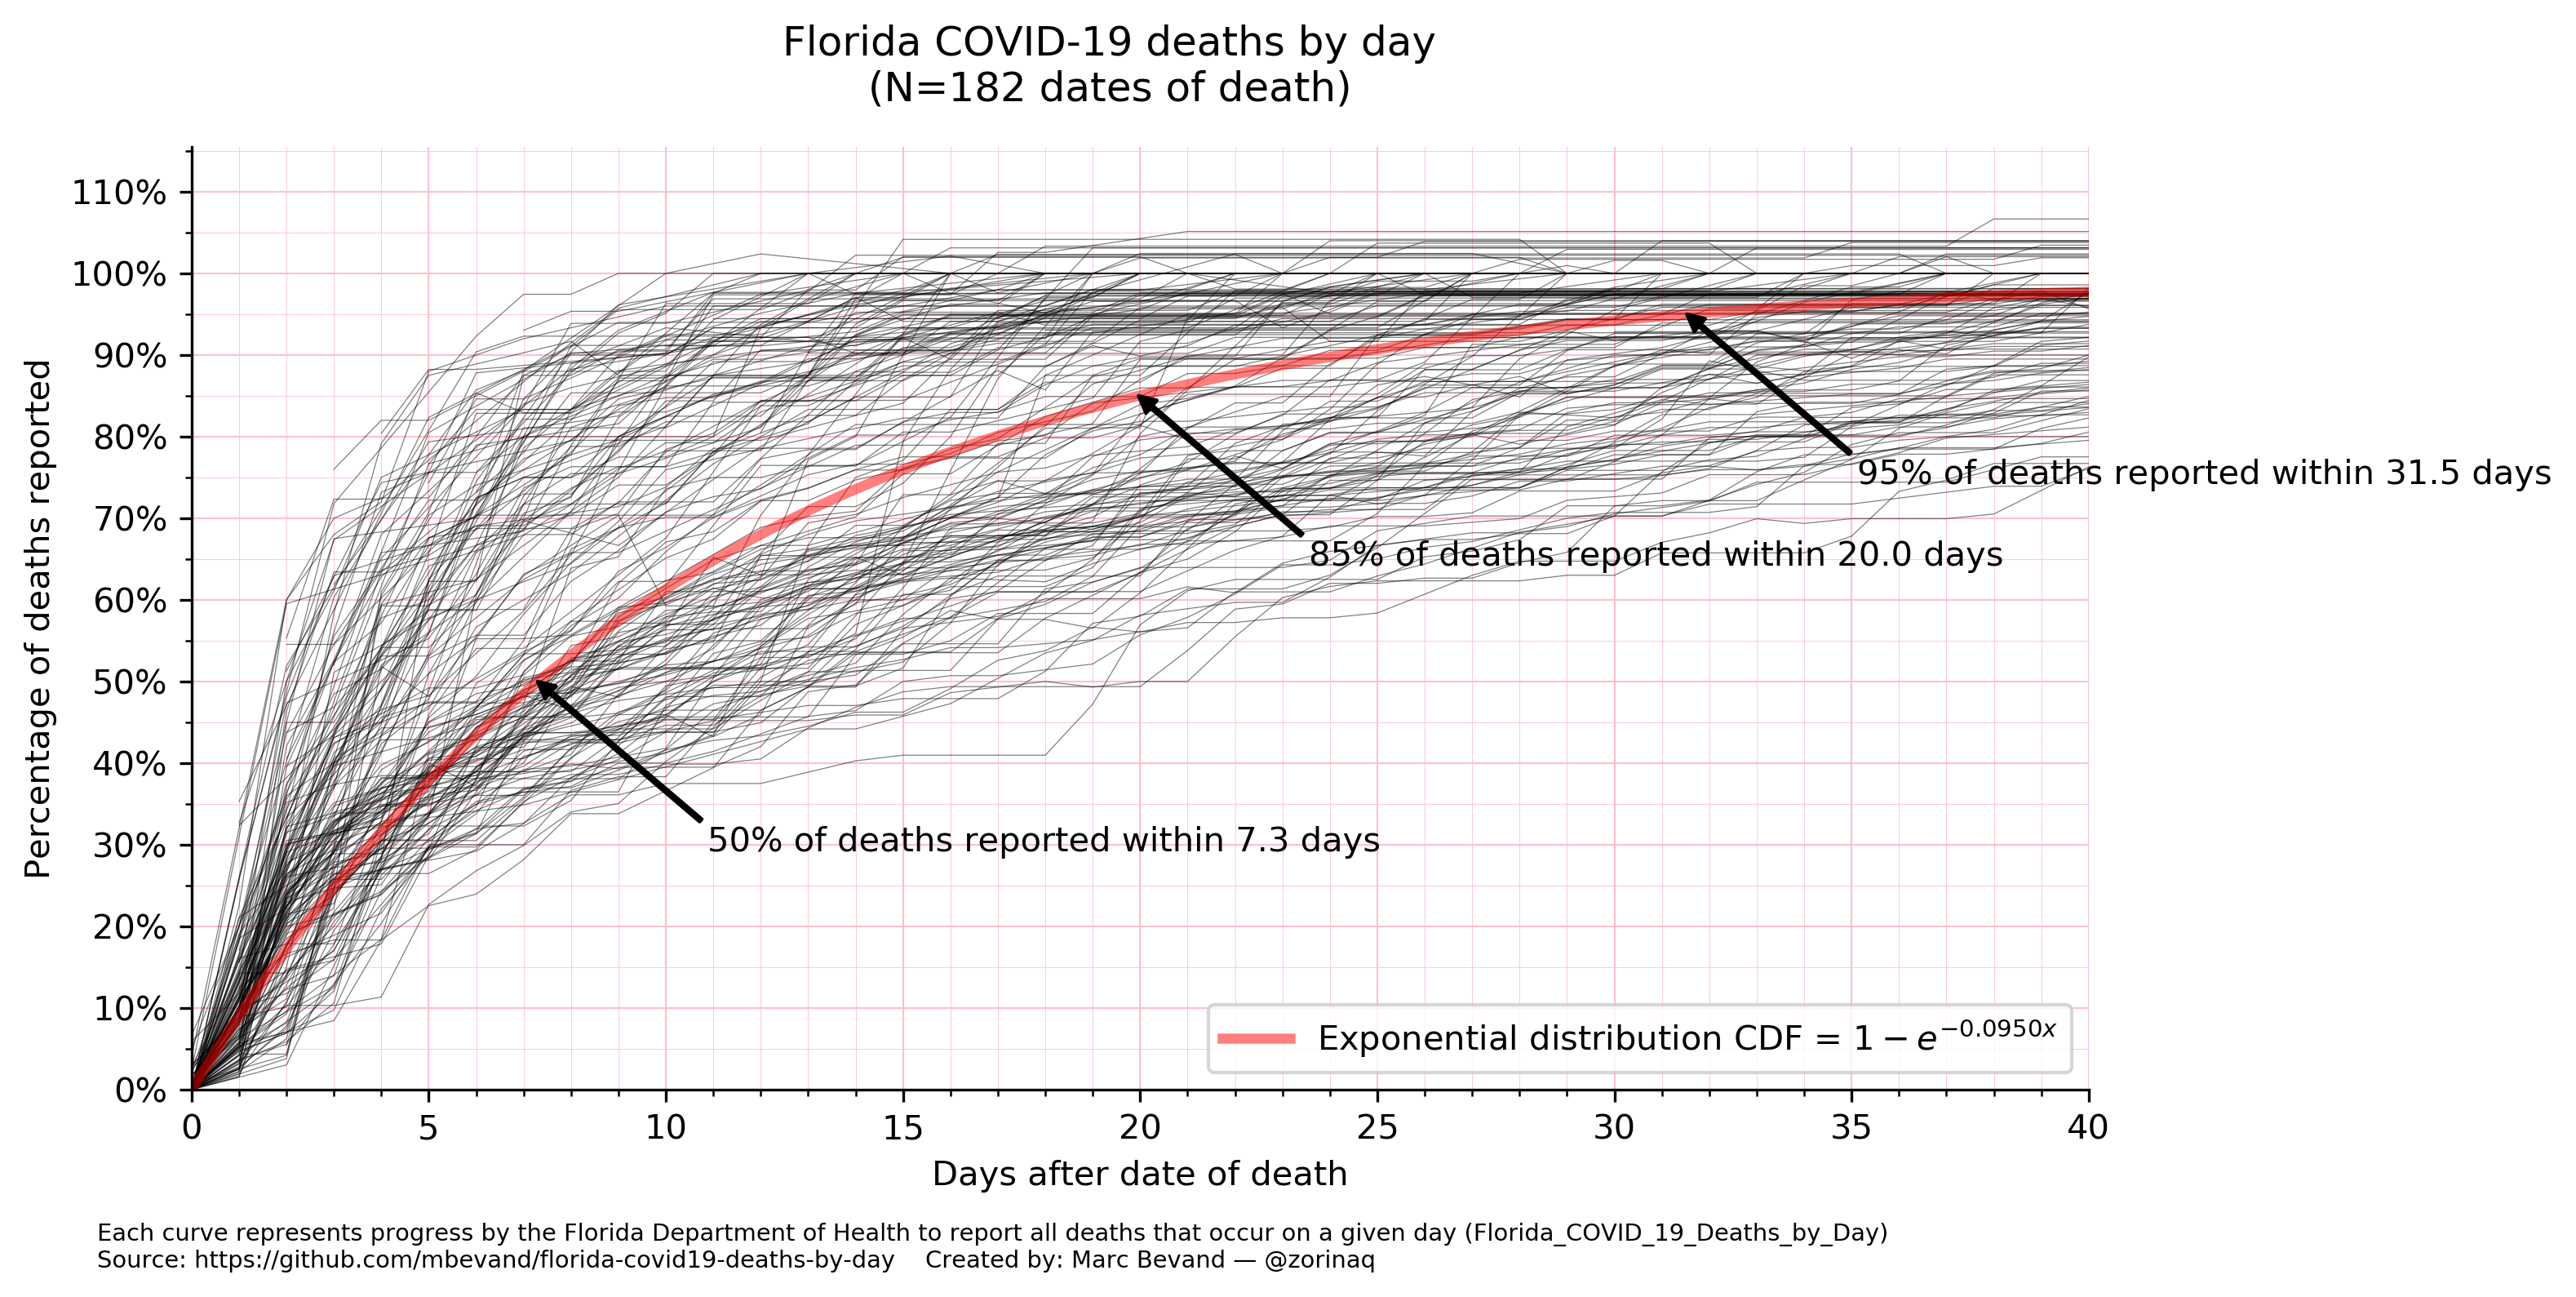 Florida COVID-19 deaths by day
(N=182 dates of death)
Percentage of deaths reported
110%
100%
90%
80%
70%
60%
50%
40%
30%
20%
10%
0%
95% of deaths reported within 31.5 days
85% of deaths reported within 20.0 days
50% of deaths reported within 7.3 days
Exponential distribution CDF = $1 - e^{-0.0950x}$
0 5 10 15 20 25 30 35 40
Days after date of death
Each curve represents progress by the Florida Department of Health to report all deaths that occur on a given day (Florida_COVID_19_Deaths_by_Day)
Source: https://github.com/mbevand/florida-covid19-deaths-by-day Created by: Marc Bevand — @zorinaq